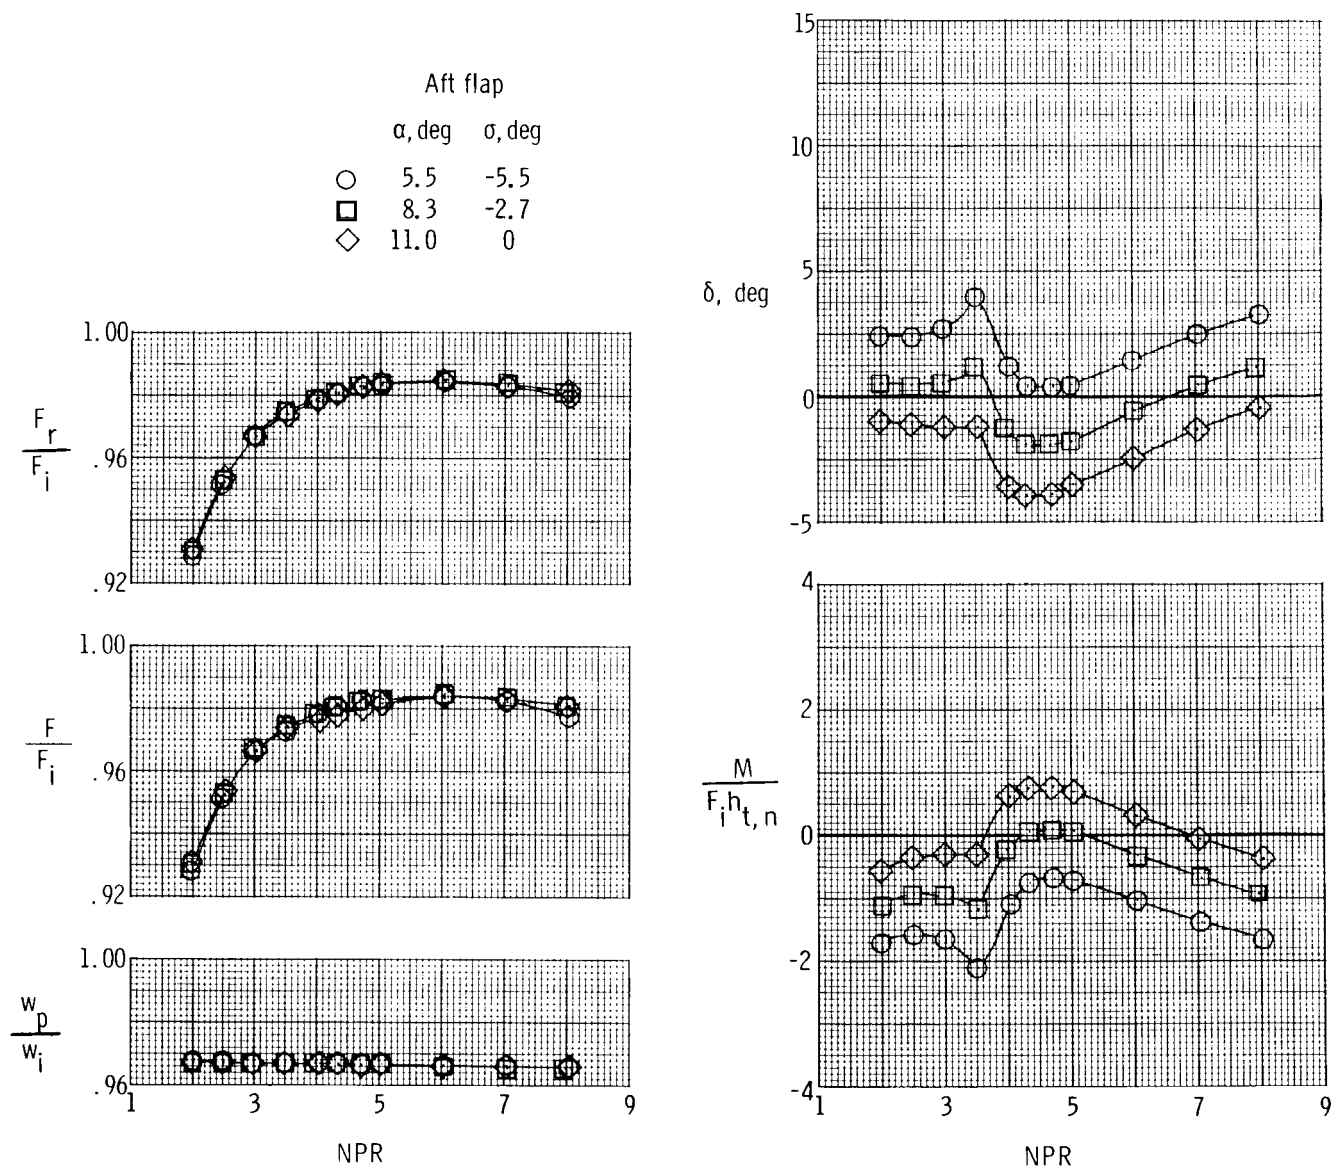 Aft flap
α, deg σ, deg
5.5 -5.5
8.3 -2.7
11.0 0
1.00
.96
.92
F_r
F_i
1.00
.96
.92
F
F_i
1.00
.96
w_p
w_i
1 3 5 7 9
NPR
15
10
5
0
-5
δ, deg
4
2
0
-2
-4
M
F_i h_t,n
1 3 5 7 9
NPR